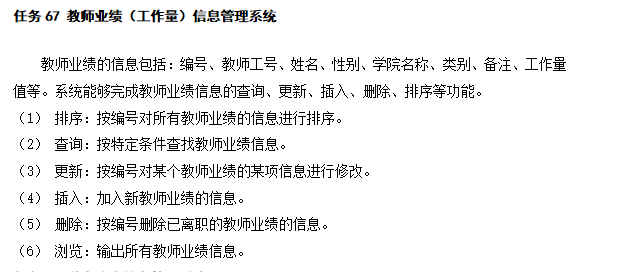 任务 67 教师业绩（工作量）信息管理系统
教师业绩的信息包括：编号、教师工号、姓名、性别、学院名称、类别、备注、工作量
值等。系统能够完成教师业绩信息的查询、更新、插入、删除、排序等功能。
（1） 排序：按编号对所有教师业绩的信息进行排序。
（2） 查询：按特定条件查找教师业绩信息。
（3） 更新：按编号对某个教师业绩的某项信息进行修改。
（4） 插入：加入新教师业绩的信息。
（5） 删除：按编号删除已离职的教师业绩的信息。
（6） 浏览：输出所有教师业绩信息。